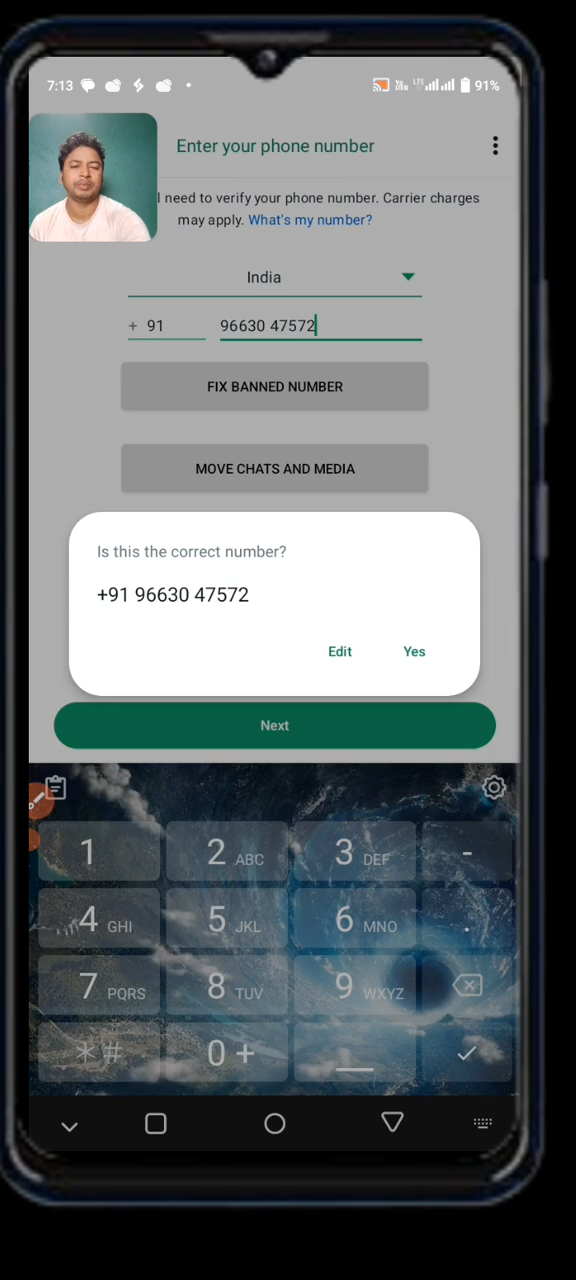 7:13
91%
Enter your phone number
I need to verify your phone number. Carrier charges
may apply. What's my number?
India
+ 91 96630 47572
FIX BANNED NUMBER
MOVE CHATS AND MEDIA
Is this the correct number?
+91 96630 47572
Edit Yes
Next
1 2 ABC 3 DEF -
4 GHI 5 JKL 6 MNO .
7 PQRS 8 TUV 9 WXYZ
*# 0 +